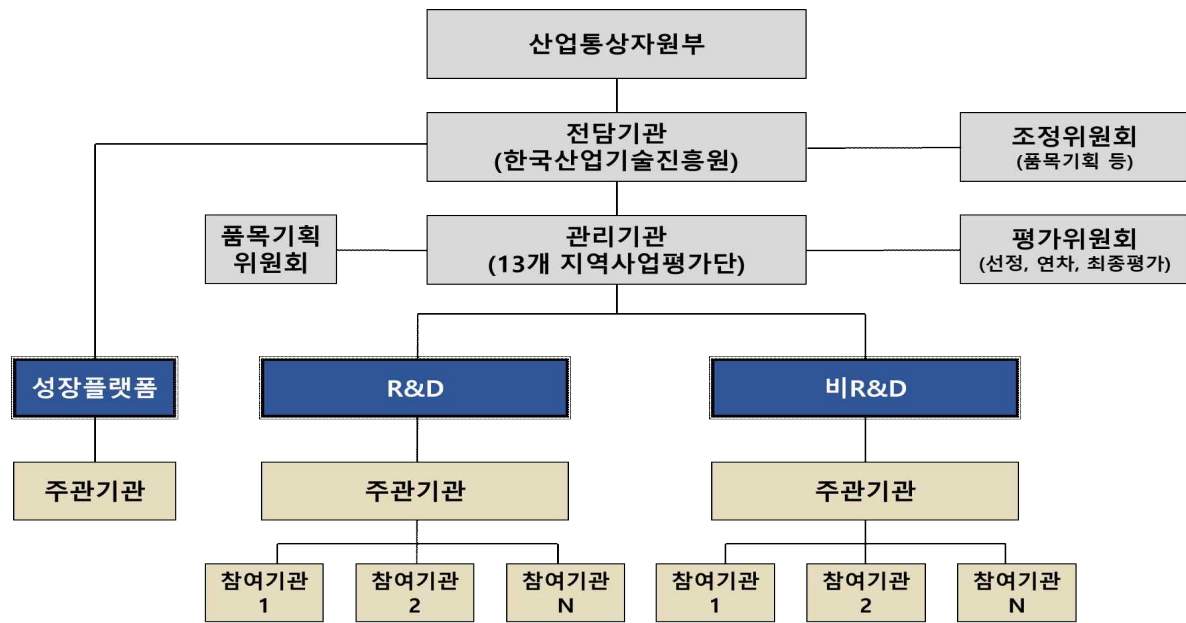 산업통상자원부
전담기관
(한국산업기술진흥원)
조정위원회
(품목기획 등)
품목기획
위원회
관리기관
(13개 지역사업평가단)
평가위원회
(선정, 연차, 최종평가)
성장플랫폼
R&D
비R&D
주관기관
주관기관
주관기관
참여기관
1
참여기관
2
참여기관
N
참여기관
1
참여기관
2
참여기관
N